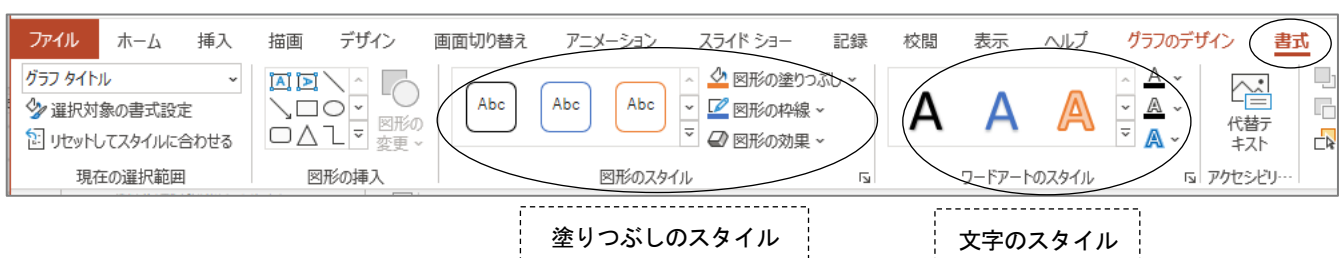 ファイル ホーム 挿入 描画 デザイン 画面切り替え アニメーション スライド ショー 記録 校閲 表示 ヘルプ グラフのデザイン 書式
グラフ タイトル
選択対象の書式設定
リセットしてスタイルに合わせる
現在の選択範囲
A A
図形の
変更
図形の挿入
Abc Abc Abc
図形の塗りつぶし
図形の枠線
図形の効果
図形のスタイル
A A A
A
A
A
ワードアートのスタイル
代替テ
キスト
アクセシビリ…
塗りつぶしのスタイル
文字のスタイル